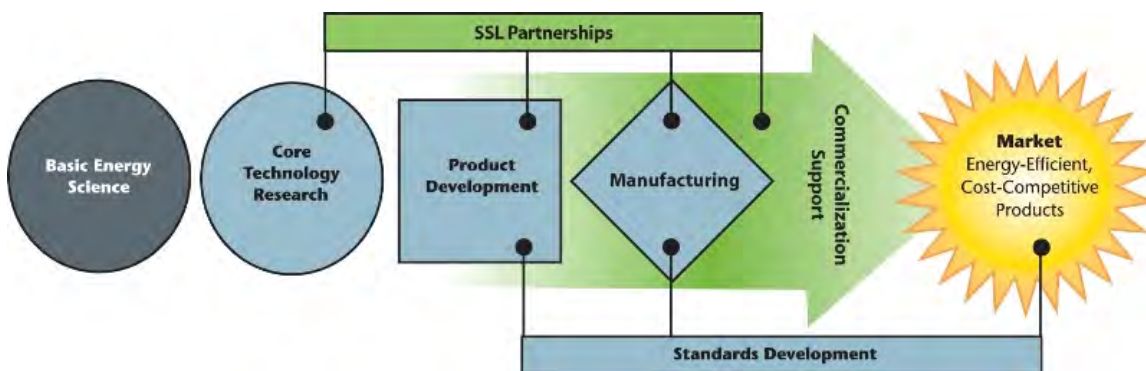 SSL Partnerships
Basic Energy
Science
Core
Technology
Research
Product
Development
Manufacturing
Commercialization
Support
Market
Energy-Efficient,
Cost-Competitive
Products
Standards Development